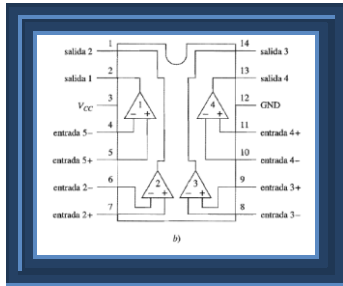 1 14
salida 2 salida 3
2 13
salida 1 salida 4
3 12
VCC 1 4 GND
- + - +
4 11
entrada 5- entrada 4+
5 10
entrada 5+ entrada 4-
6 9
entrada 2- 2 3 entrada 3+
- + - +
7 8
entrada 2+ entrada 3-
b)